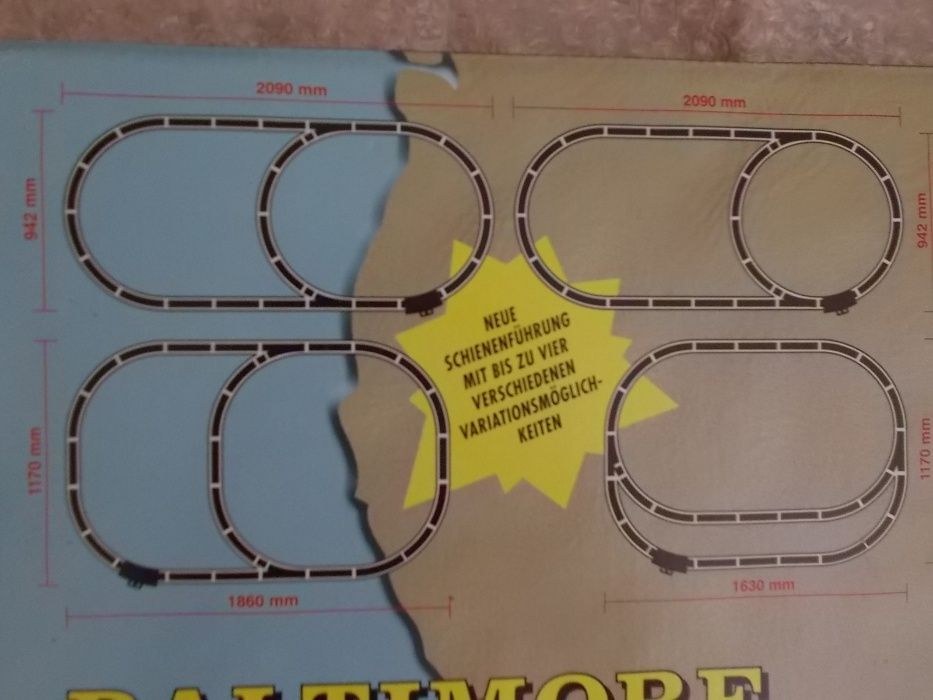 2090 mm
2090 mm
942 mm
942 mm
NEUE
SCHIENENFÜHRUNG
MIT BIS ZU VIER
VERSCHIEDENEN
VARIATIONSMÖGLICH-
KEITEN
1170 mm
1170 mm
1860 mm
1630 mm
BALTIMORE